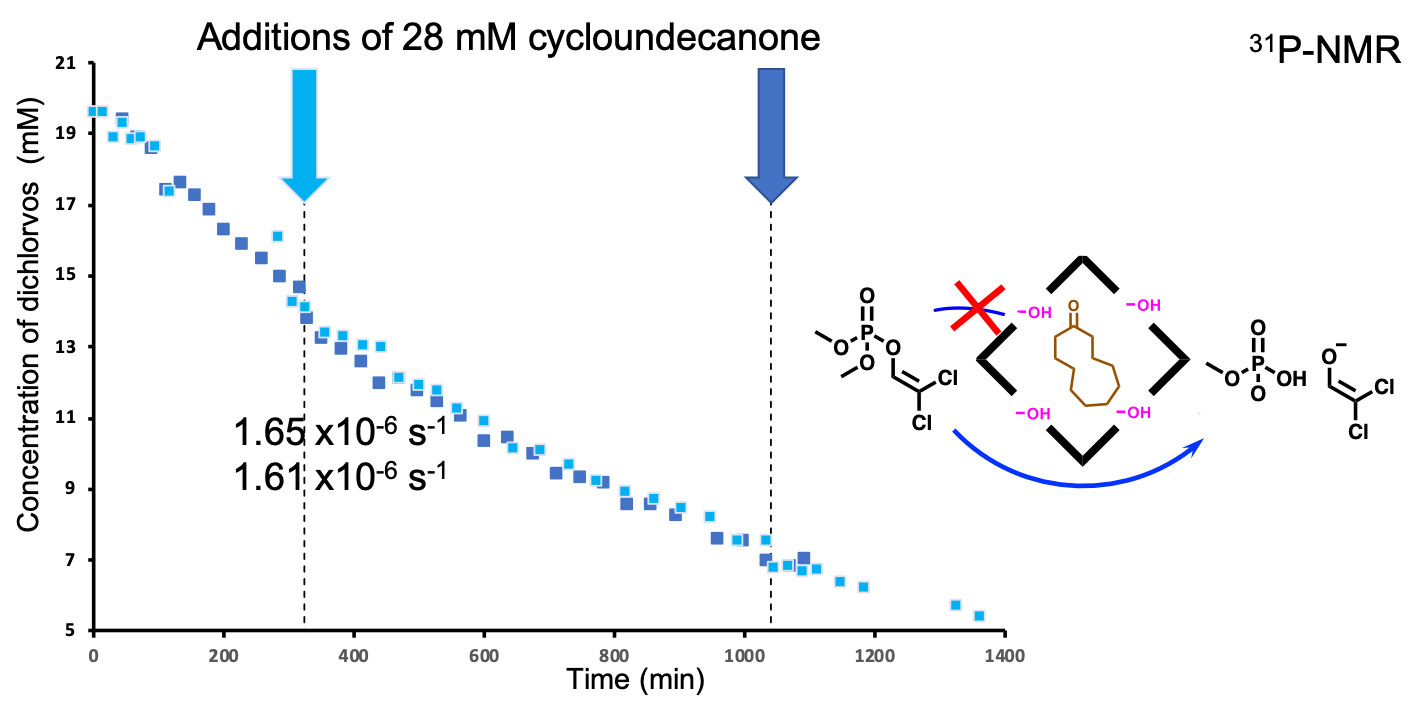 Additions of 28 mM cycloundecanone
³¹P-NMR
Concentration of dichlorvos (mM)
21
19
17
15
13
11
9
7
5
1.65 x10⁻⁶ s⁻¹
1.61 x10⁻⁶ s⁻¹
0
200
400
600
800
1000
1200
1400
Time (min)
O
P
O
O
O
Cl
Cl
−OH
−OH
−OH
−OH
O
O
P
O
OH
O
O⁻
Cl
Cl